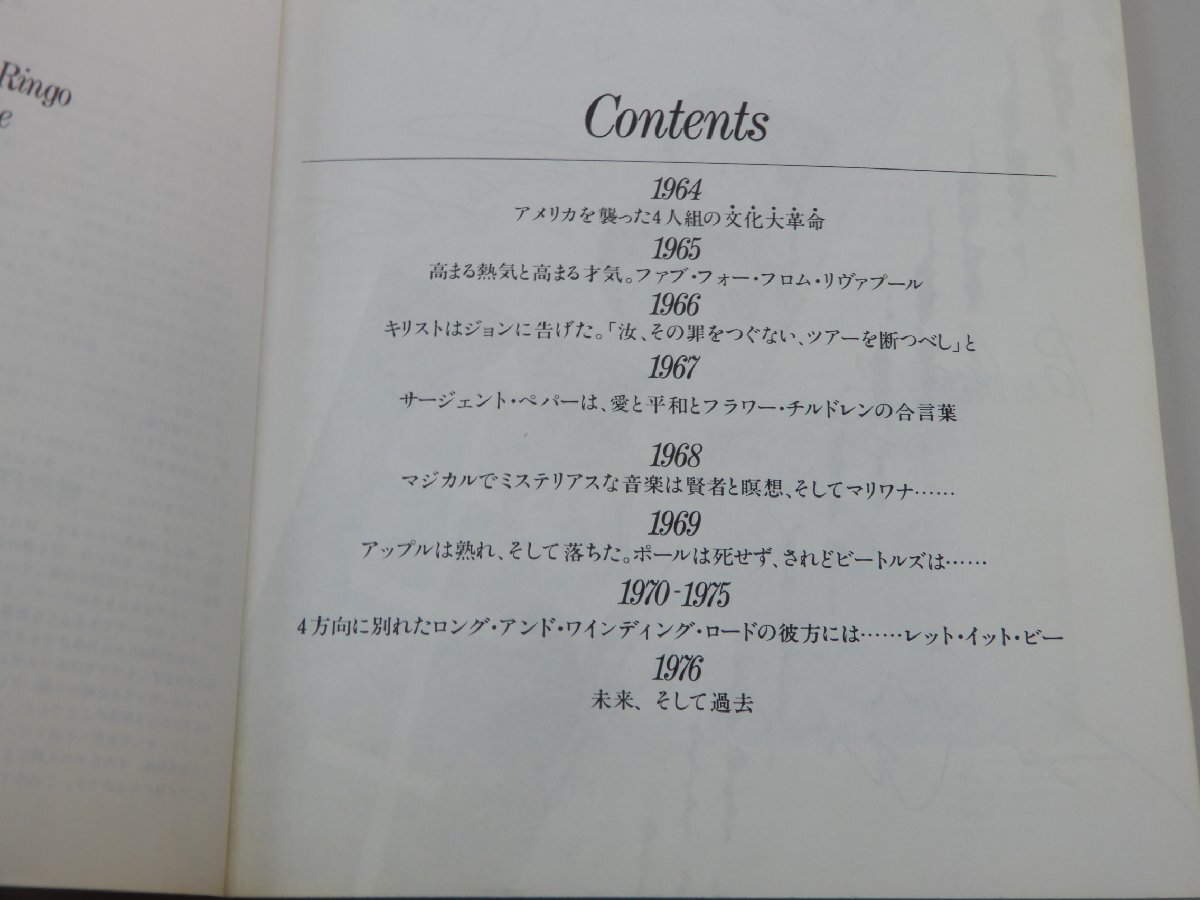 Ringo
e
Contents
1964
アメリカを襲った4人組の文化大革命
1965
高まる熱気と高まる才気。ファブ・フォー・フロム・リヴァプール
1966
キリストはジョンに告げた。「汝、その罪をつぐない、ツアーを断つべし」と
1967
サージェント・ペパーは、愛と平和とフラワー・チルドレンの合言葉
1968
マジカルでミステリアスな音楽は賢者と瞑想、そしてマリワナ……
1969
アップルは熟れ、そして落ちた。ポールは死せず、されどビートルズは……
1970-1975
4方向に別れたロング・アンド・ワインディング・ロードの彼方には……レット・イット・ビー
1976
未来、そして過去